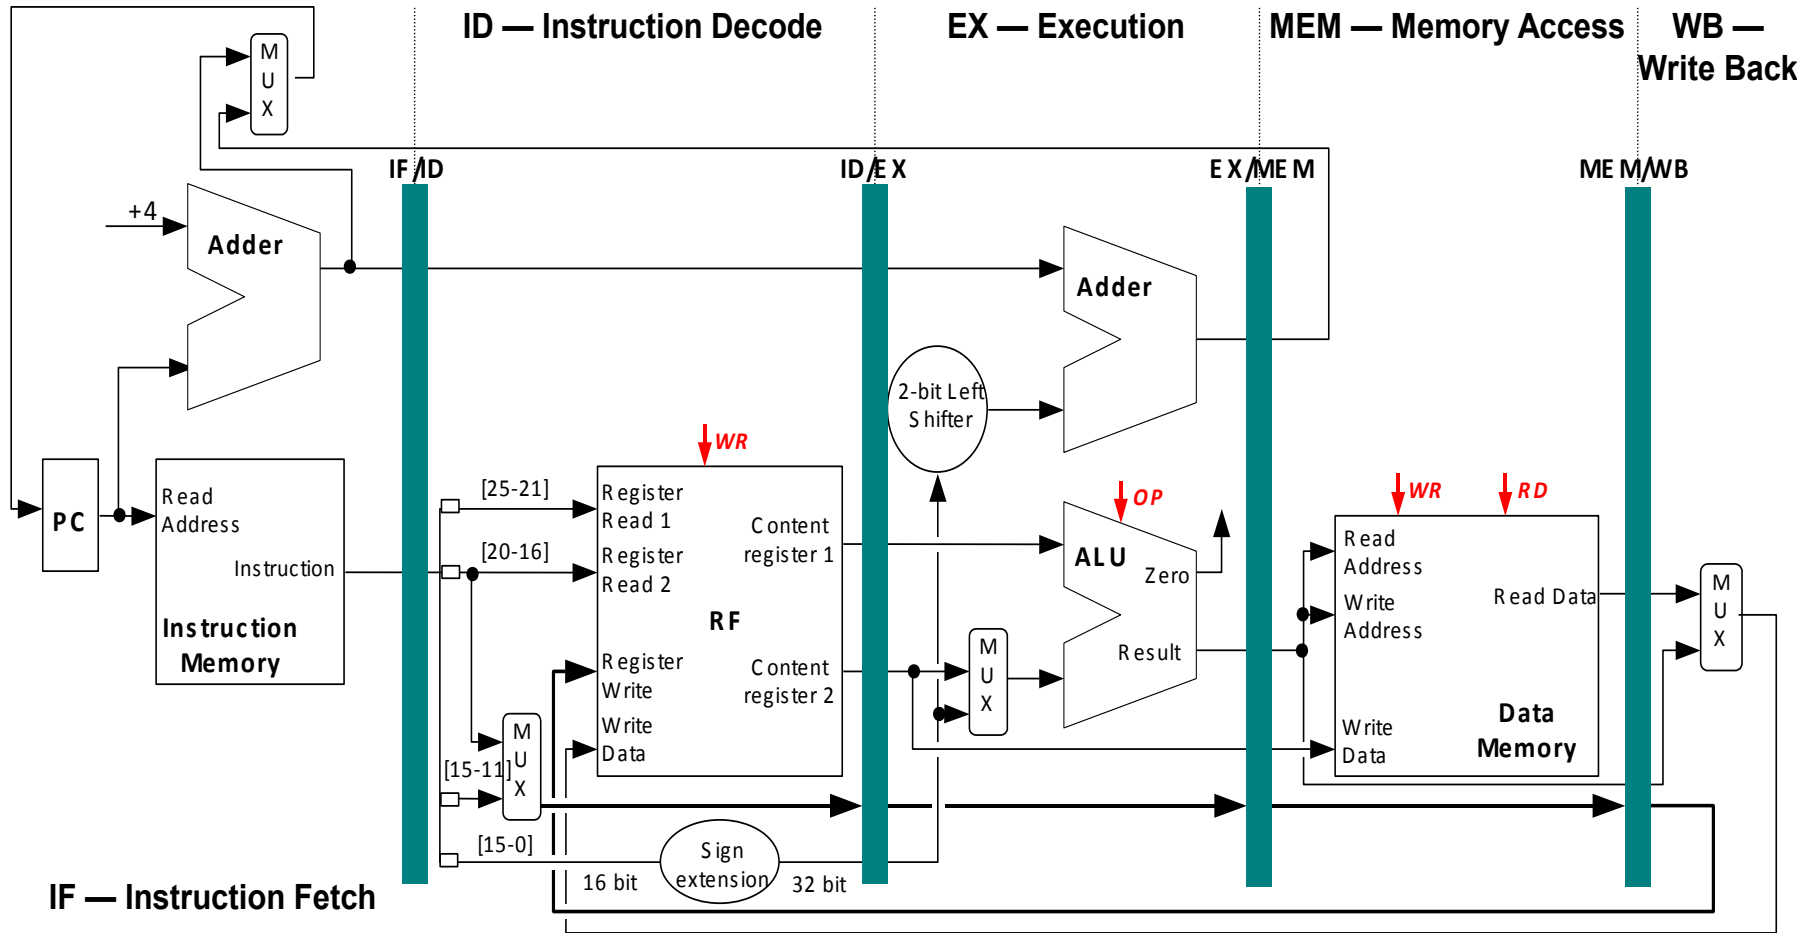 ID — Instruction Decode
EX — Execution
MEM — Memory Access
WB —
Write Back
M
U
X
IF/ID
ID/EX
EX/MEM
MEM/WB
+4
Adder
Adder
2-bit Left
Shifter
WR
OP
WR
RD
PC
Read
Address
Instruction
Instruction
Memory
[25-21]
[20-16]
[15-11]
[15-0]
Register
Read 1
Register
Read 2
RF
Register
Write
Write
Data
Content
register 1
Content
register 2
M
U
X
Sign
extension
16 bit
32 bit
M
U
X
ALU
Zero
Result
Read
Address
Write
Address
Write
Data
Read Data
Data
Memory
M
U
X
IF — Instruction Fetch